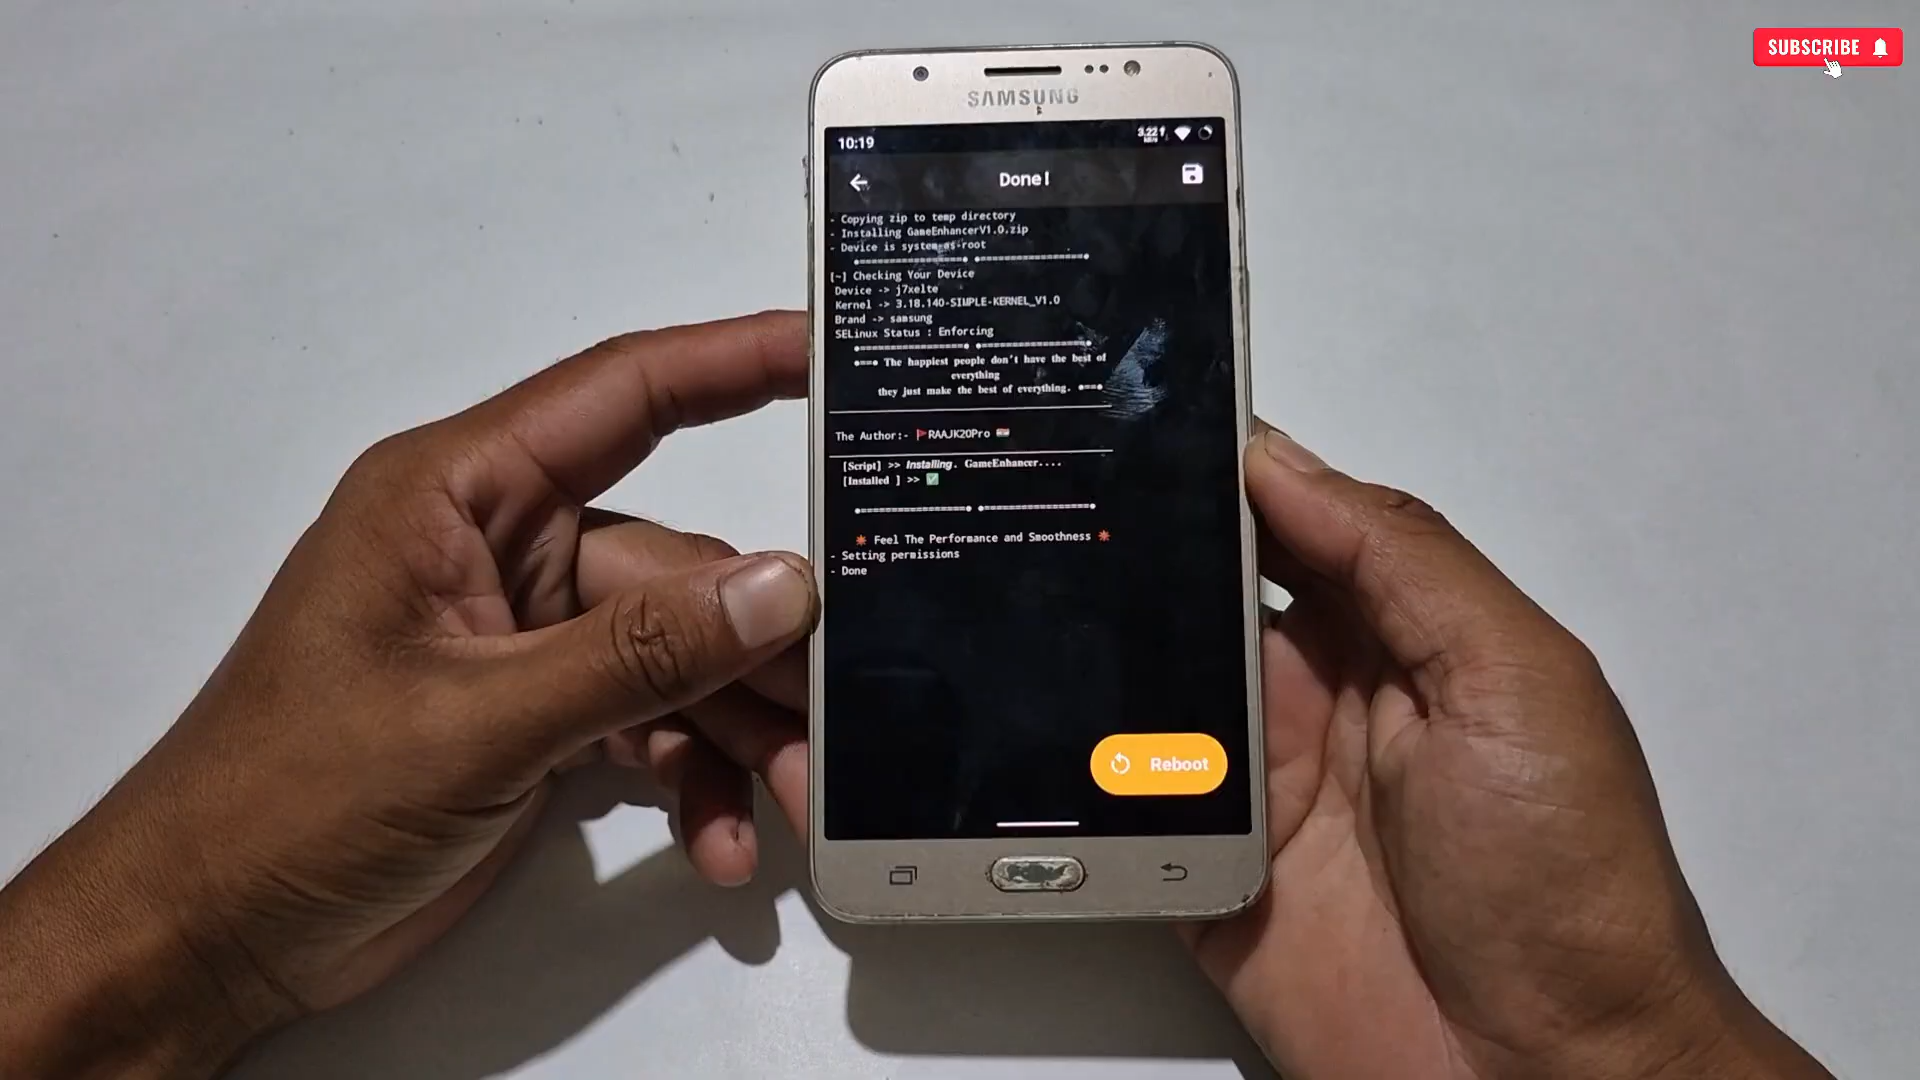 SUBSCRIBE
SAMSUNG
10:19
3.22
Done!
- Copying zip to temp directory
- Installing GameEnhancerV1.0.zip
- Device is system-as-root
[~] Checking Your Device
Device -> j7xelte
Kernel -> 3.18.140-SIMPLE-KERNEL_V1.0
Brand -> samsung
SELinux Status : Enforcing
The happiest people don't have the best of
everything
they just make the best of everything.
The Author:- 🚩RAAJK20Pro 🇮🇳
[Script] >> Installing. GameEnhancer....
[Installed ] >> ✅
✴ Feel The Performance and Smoothness ✴
- Setting permissions
- Done
Reboot